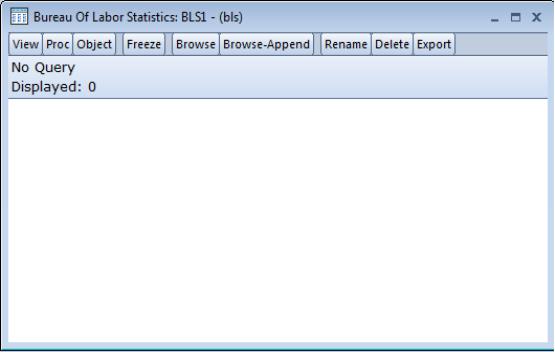 Bureau Of Labor Statistics: BLS1 - (bls)
View Proc Object Freeze Browse Browse-Append Rename Delete Export
No Query
Displayed: 0